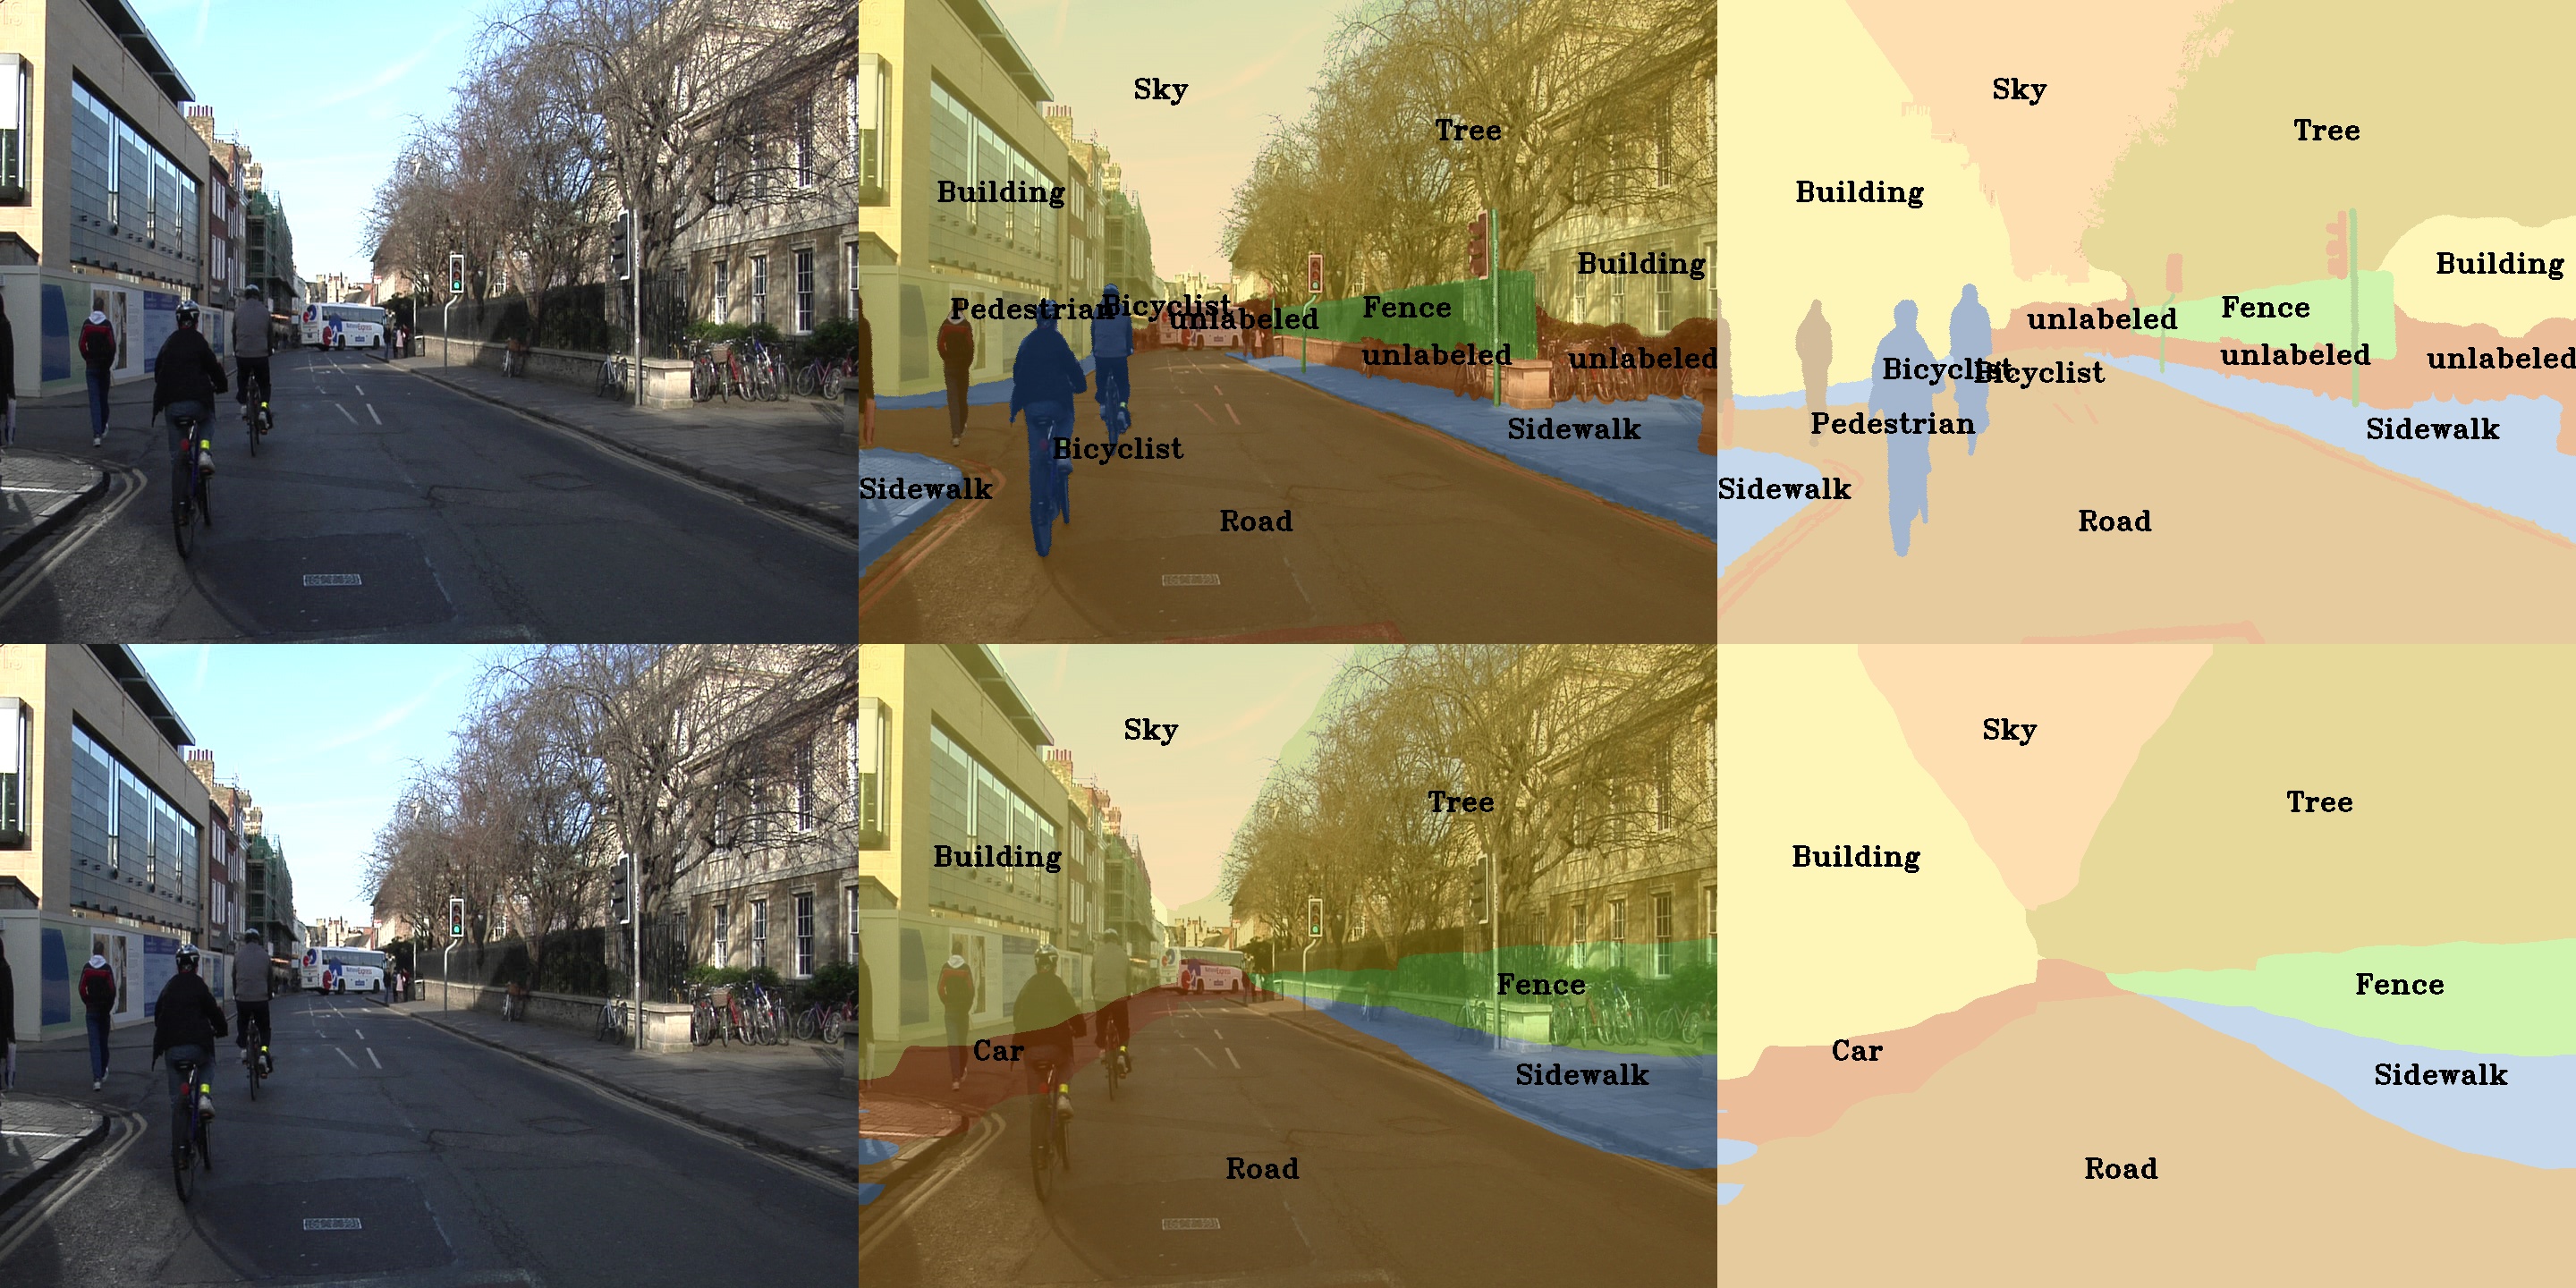 Sky
Sky
Tree
Tree
Building
Building
Building
Building
Pedestrian
Bicyclist
unlabeled
Fence
unlabeled
Fence
unlabeled
unlabeled
unlabeled
unlabeled
Bicyclist
Bicyclist
Pedestrian
Sidewalk
Sidewalk
Bicyclist
Sidewalk
Sidewalk
Road
Road
Sky
Sky
Tree
Tree
Building
Building
Fence
Fence
Car
Car
Sidewalk
Sidewalk
Road
Road